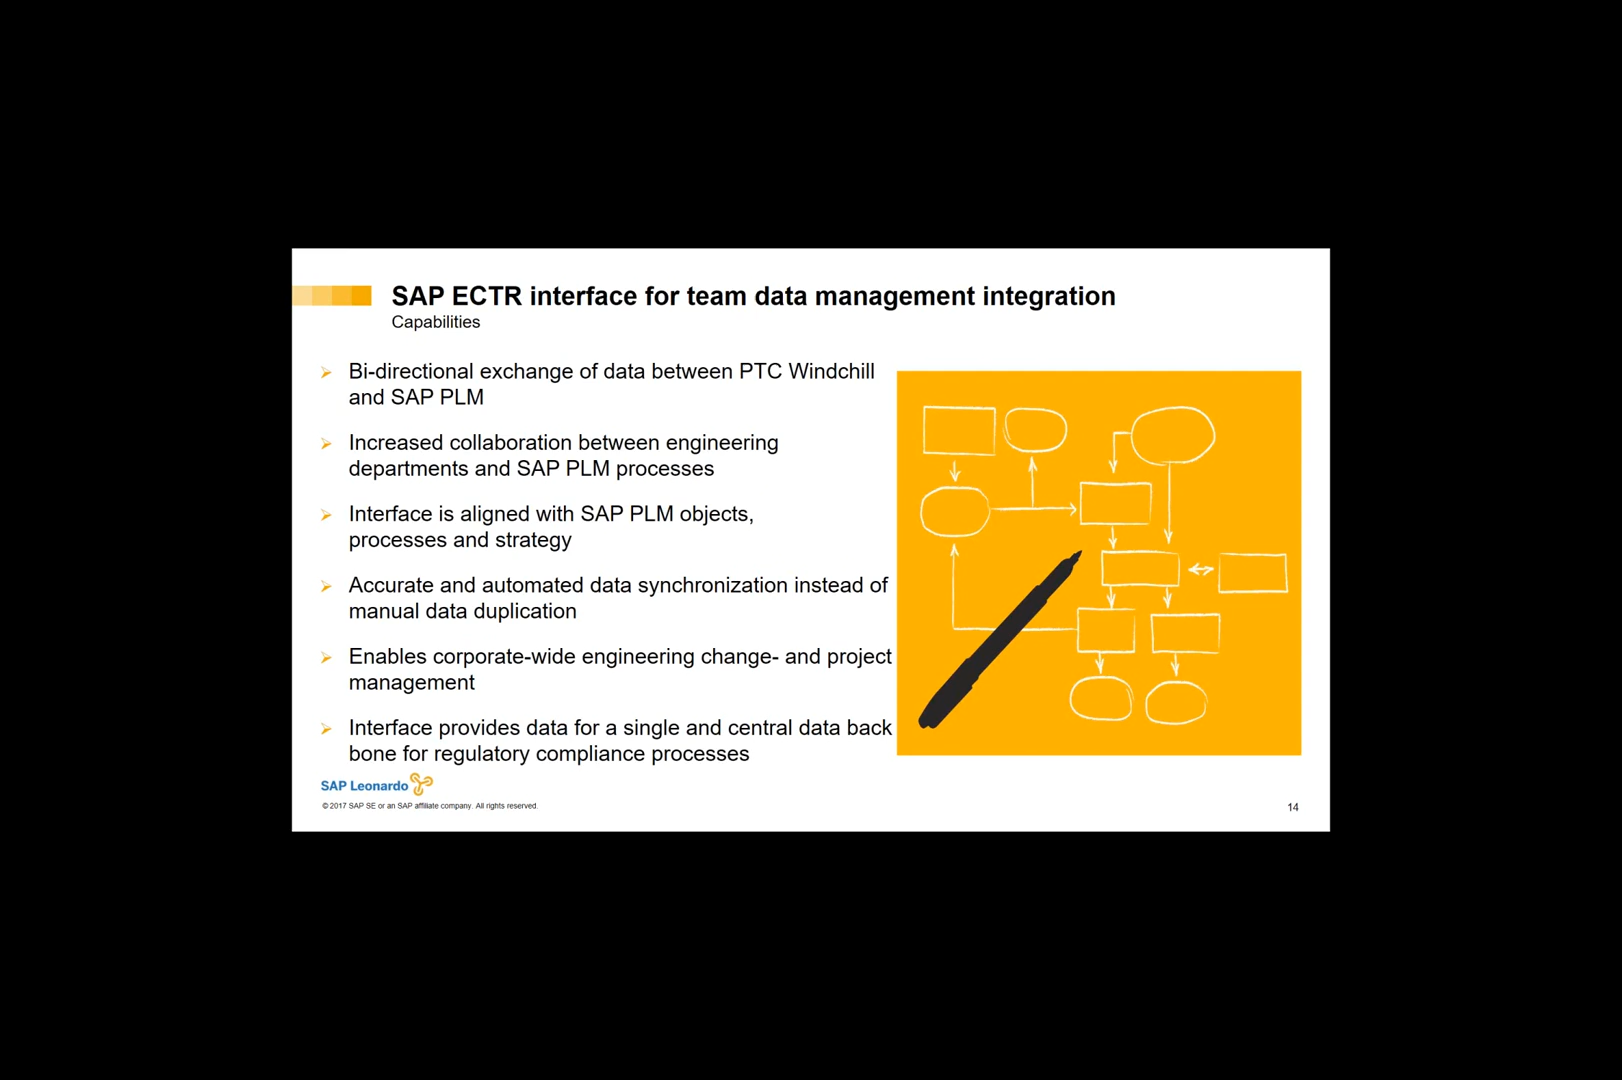 SAP ECTR interface for team data management integration
Capabilities
Bi-directional exchange of data between PTC Windchill
and SAP PLM
Increased collaboration between engineering
departments and SAP PLM processes
Interface is aligned with SAP PLM objects,
processes and strategy
Accurate and automated data synchronization instead of
manual data duplication
Enables corporate-wide engineering change- and project
management
Interface provides data for a single and central data back
bone for regulatory compliance processes
SAP Leonardo
© 2017 SAP SE or an SAP affiliate company. All rights reserved.
14